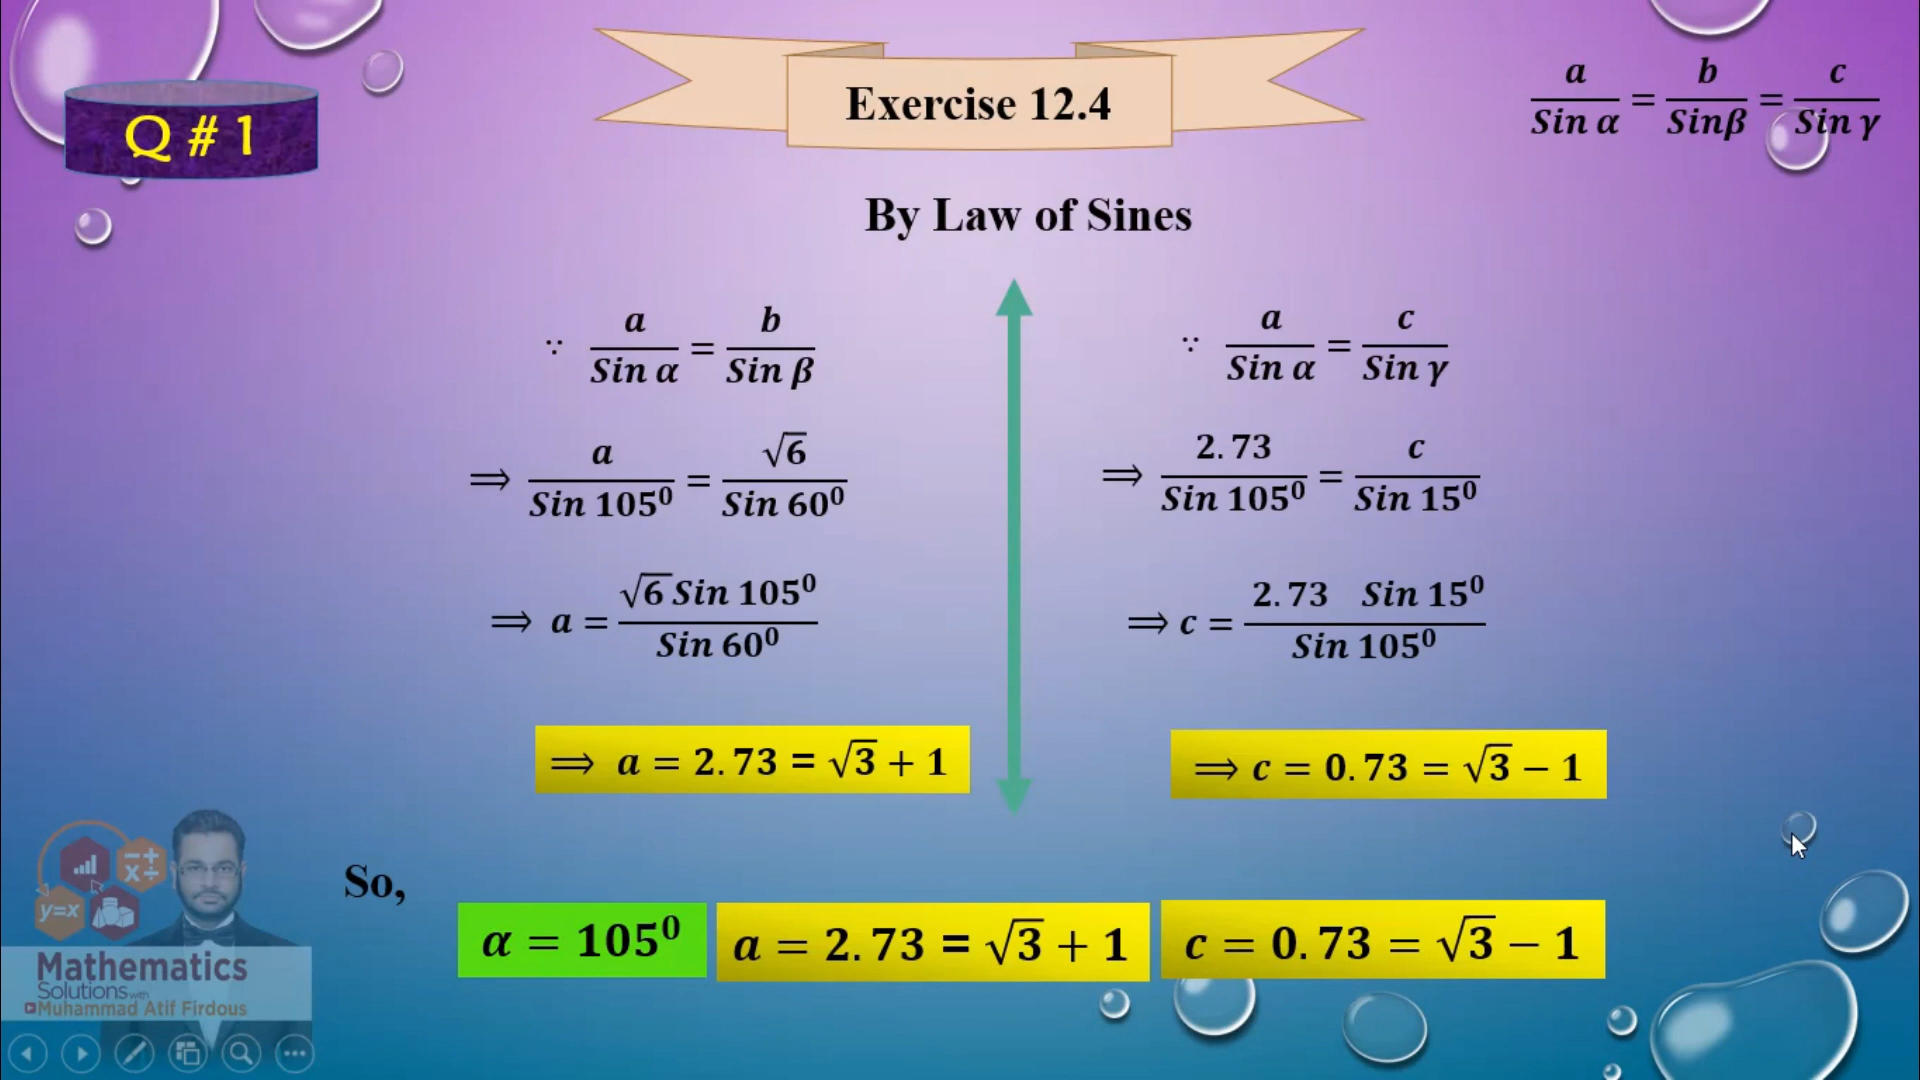 Q # 1
Exercise 12.4
a/Sin α = b/Sinβ = c/Sin γ
By Law of Sines
∵ a/Sin α = b/Sin β
⟹ a/Sin 105⁰ = √6/Sin 60⁰
⟹ a = √6 Sin 105⁰/Sin 60⁰
⟹ a = 2.73 = √3 + 1
∵ a/Sin α = c/Sin γ
⟹ 2.73/Sin 105⁰ = c/Sin 15⁰
⟹ c = 2.73 Sin 15⁰/Sin 105⁰
⟹ c = 0.73 = √3 − 1
So,
α = 105⁰
a = 2.73 = √3 + 1
c = 0.73 = √3 − 1
y=x
Mathematics
Solutions with
Muhammad Atif Firdous